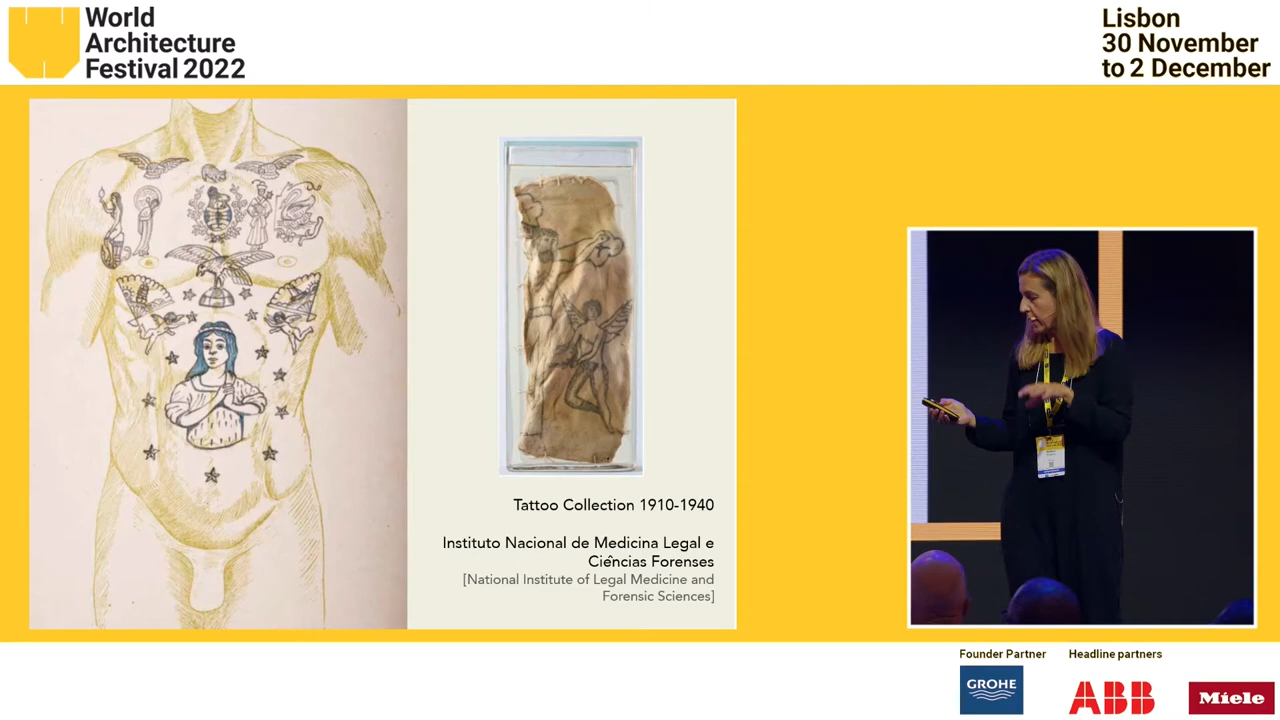 World
Architecture
Festival 2022
Lisbon
30 November
to 2 December
Tattoo Collection 1910-1940
Instituto Nacional de Medicina Legal e
Ciências Forenses
[National Institute of Legal Medicine and
Forensic Sciences]
Founder Partner
Headline partners
GROHE
ABB
Miele